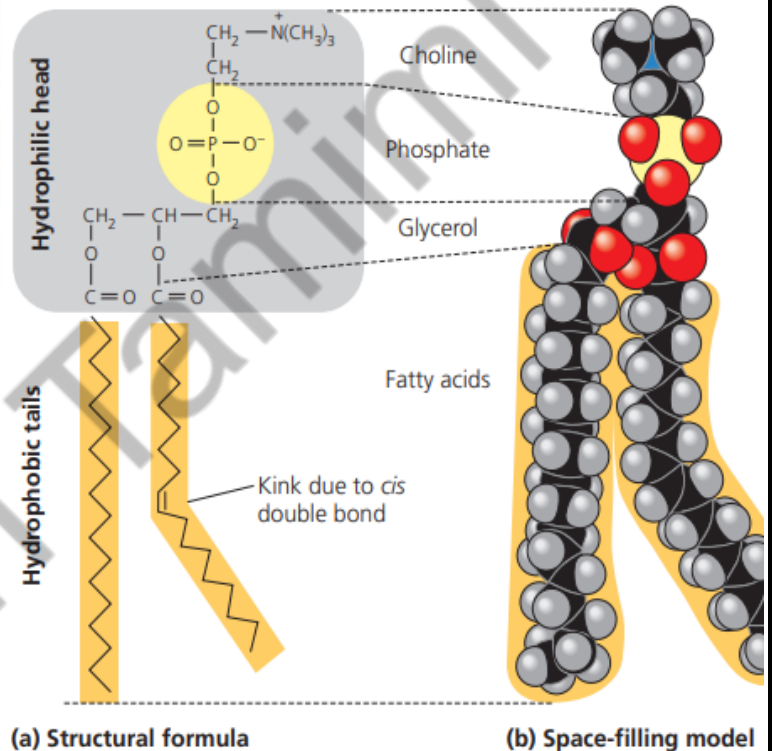 Hydrophilic head
CH₂ — N⁺(CH₃)₃
CH₂
O
O=P—O⁻
O
CH₂ — CH — CH₂
O O
C=O C=O
Hydrophobic tails
Kink due to cis
double bond
Choline
Phosphate
Glycerol
Fatty acids
(a) Structural formula
(b) Space-filling model
Tamimi